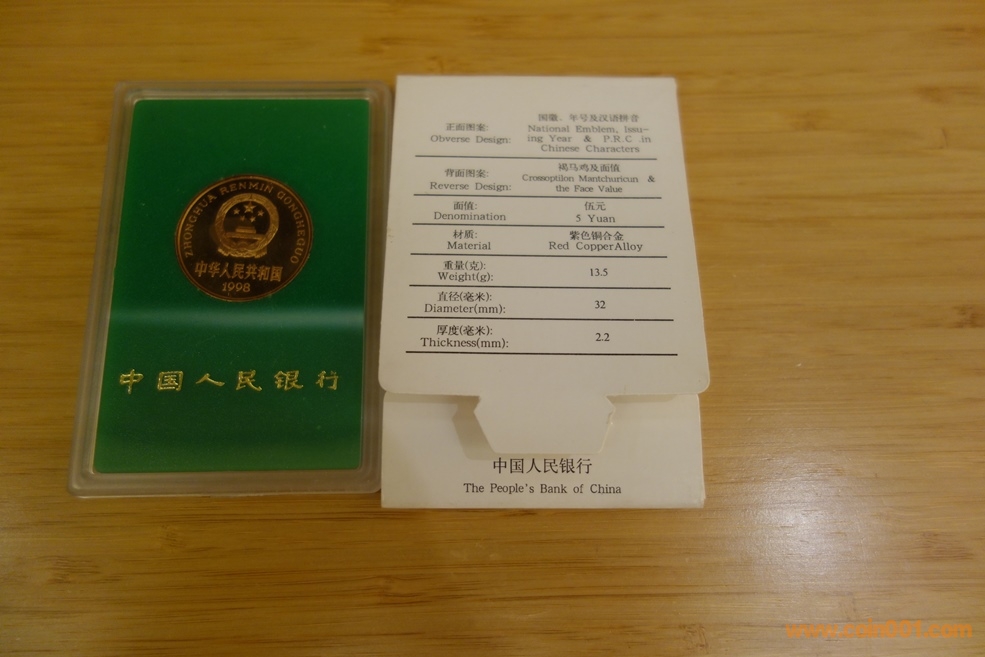 ZHONGHUA RENMIN GONGHEGUO
中华人民共和国
1998
中国人民银行
正面图案:
Obverse Design:
国徽、年号及汉语拼音
National Emblem, Issu-
ing Year & P.R.C in
Chinese Characters
背面图案:
Reverse Design:
褐马鸡及面值
Crossoptilon Mantchuricun &
the Face Value
面值:
Denomination
伍元
5 Yuan
材质:
Material
紫色铜合金
Red CopperAlloy
重量(克):
Weight(g):
13.5
直径(毫米):
Diameter(mm):
32
厚度(毫米):
Thickness(mm):
2.2
中国人民银行
The People's Bank of China
www.coin001.com